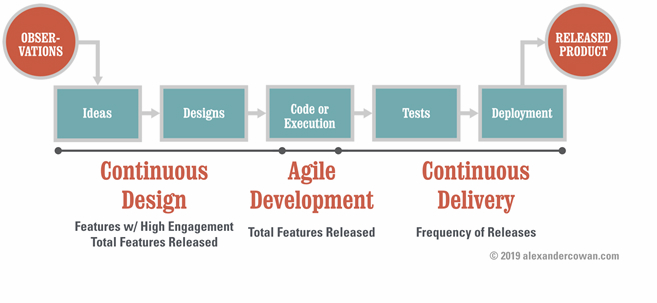 OBSER-
VATIONS
RELEASED
PRODUCT
Ideas
Designs
Code or
Execution
Tests
Deployment
Continuous
Design
Agile
Development
Continuous
Delivery
Features w/ High Engagement
Total Features Released
Total Features Released
Frequency of Releases
© 2019 alexandercowan.com